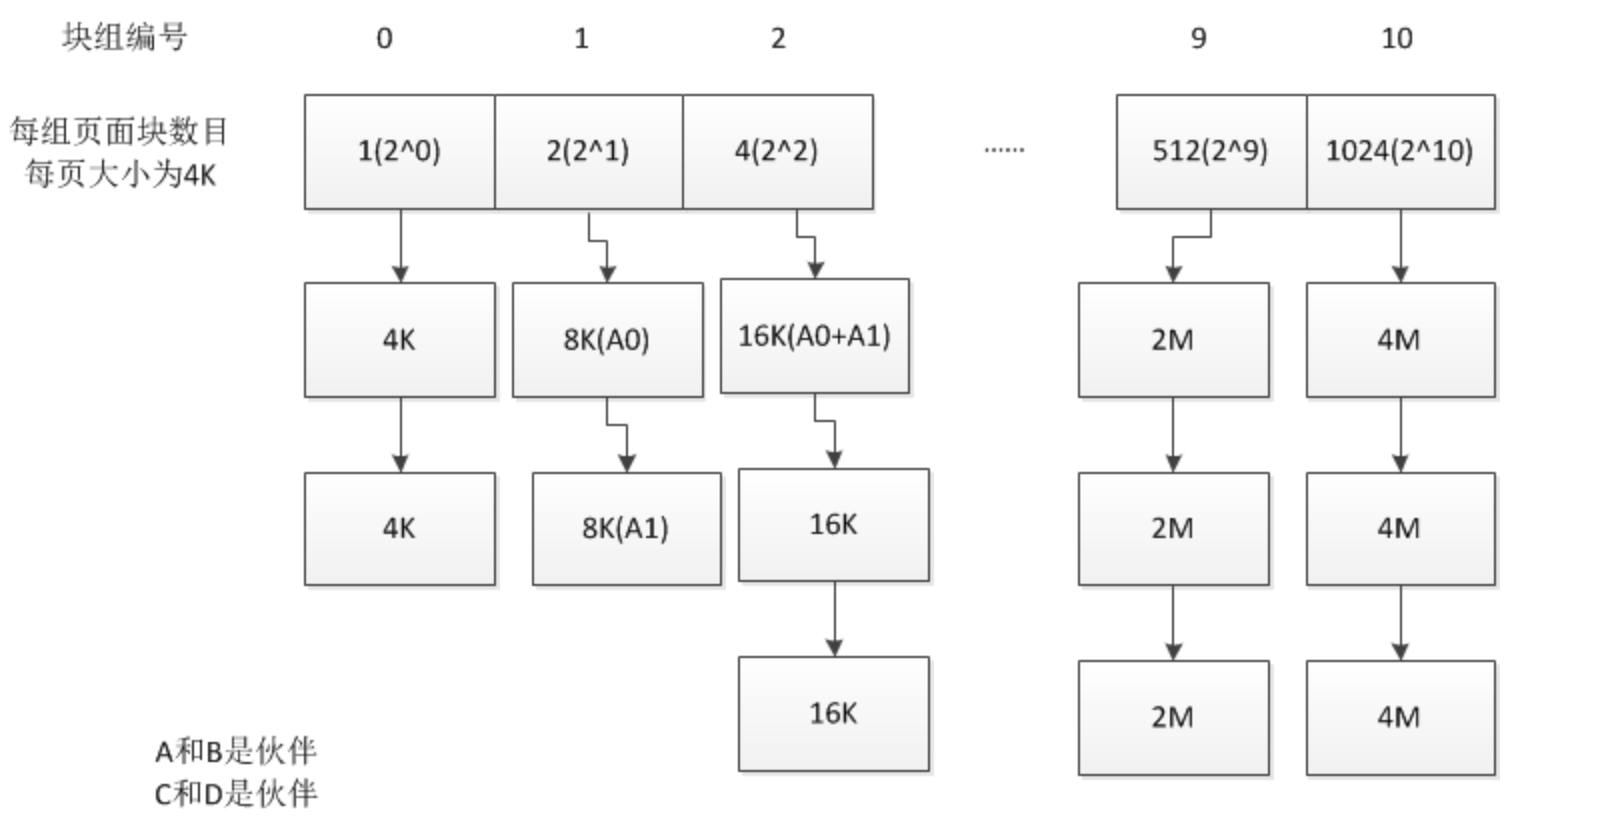 块组编号 0 1 2 9 10
每组页面块数目
每页大小为4K
1(2^0) 2(2^1) 4(2^2) ...... 512(2^9) 1024(2^10)
4K 8K(A0) 16K(A0+A1) 2M 4M
4K 8K(A1) 16K 2M 4M
16K 2M 4M
A和B是伙伴
C和D是伙伴